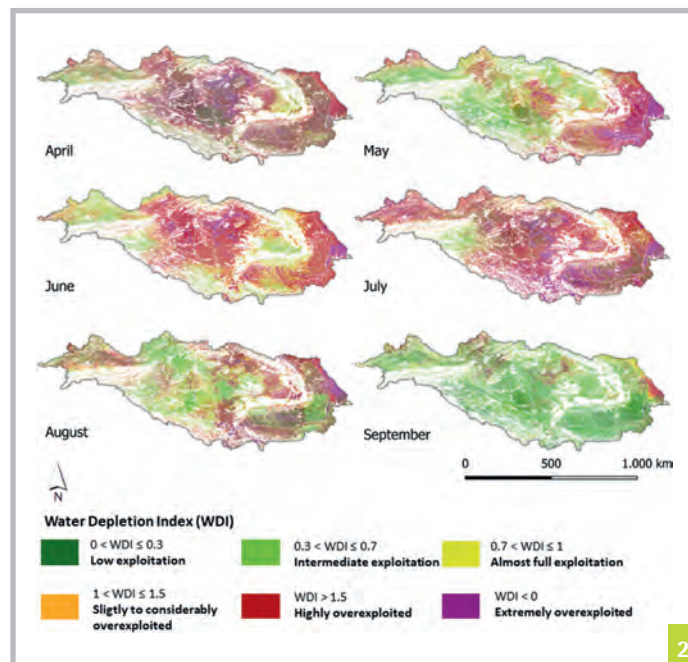 April
May
June
July
August
September
N
0 500 1.000 km
Water Depletion Index (WDI)
0 < WDI ≤ 0.3
Low exploitation
0.3 < WDI ≤ 0.7
Intermediate exploitation
0.7 < WDI ≤ 1
Almost full exploitation
1 < WDI ≤ 1.5
Sligtly to considerably
overexploited
WDI > 1.5
Highly overexploited
WDI < 0
Extremely overexploited
2